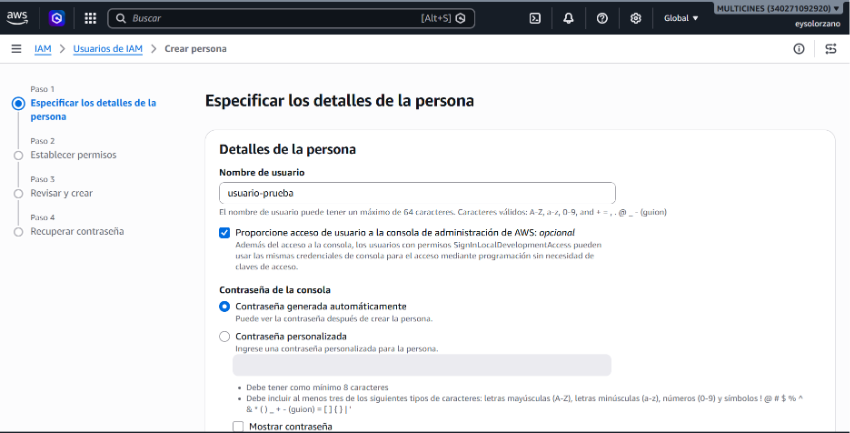 aws
Buscar
[Alt+S]
Global
MULTICINES (340271092920)
eysolorzano
IAM
Usuarios de IAM
Crear persona
Paso 1
Especificar los detalles de la
persona
Paso 2
Establecer permisos
Paso 3
Revisar y crear
Paso 4
Recuperar contraseña
Especificar los detalles de la persona
Detalles de la persona
Nombre de usuario
usuario-prueba
El nombre de usuario puede tener un máximo de 64 caracteres. Caracteres válidos: A-Z, a-z, 0-9, and + = , . @ _ - (guion)
Proporcione acceso de usuario a la consola de administración de AWS: opcional
Además del acceso a la consola, los usuarios con permisos SignInLocalDevelopmentAccess pueden
usar las mismas credenciales de consola para el acceso mediante programación sin necesidad de
claves de acceso.
Contraseña de la consola
Contraseña generada automáticamente
Puede ver la contraseña después de crear la persona.
Contraseña personalizada
Ingrese una contraseña personalizada para la persona.
• Debe tener como mínimo 8 caracteres
• Debe incluir al menos tres de los siguientes tipos de caracteres: letras mayúsculas (A-Z), letras minúsculas (a-z), números (0-9) y símbolos ! @ # $ % ^
& * ( ) _ + - (guion) = [ ] { } | '
Mostrar contraseña